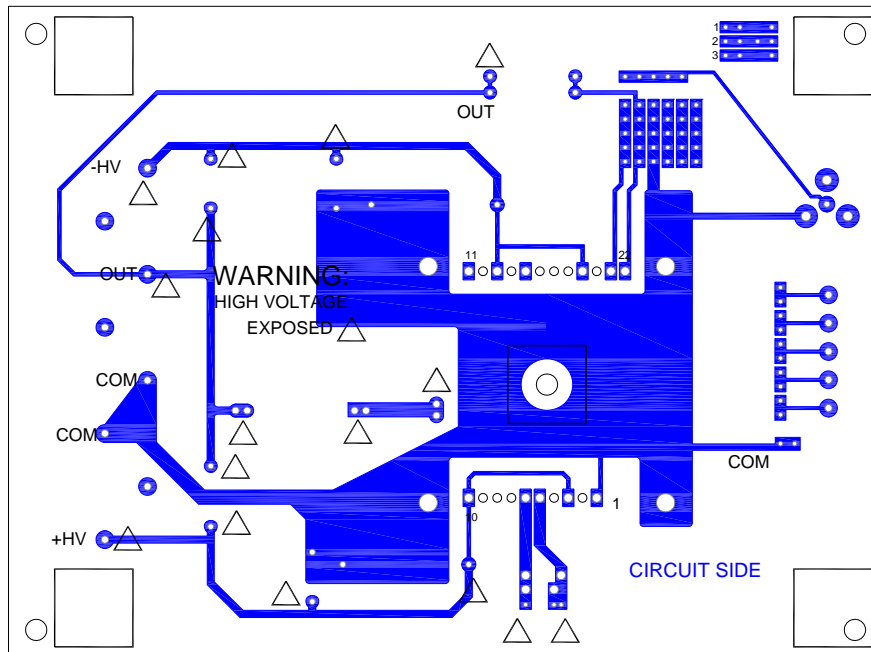 1
2
3
OUT
-HV
11
22
OUT
WARNING:
HIGH VOLTAGE
EXPOSED
COM
COM
COM
10
1
+HV
CIRCUIT SIDE